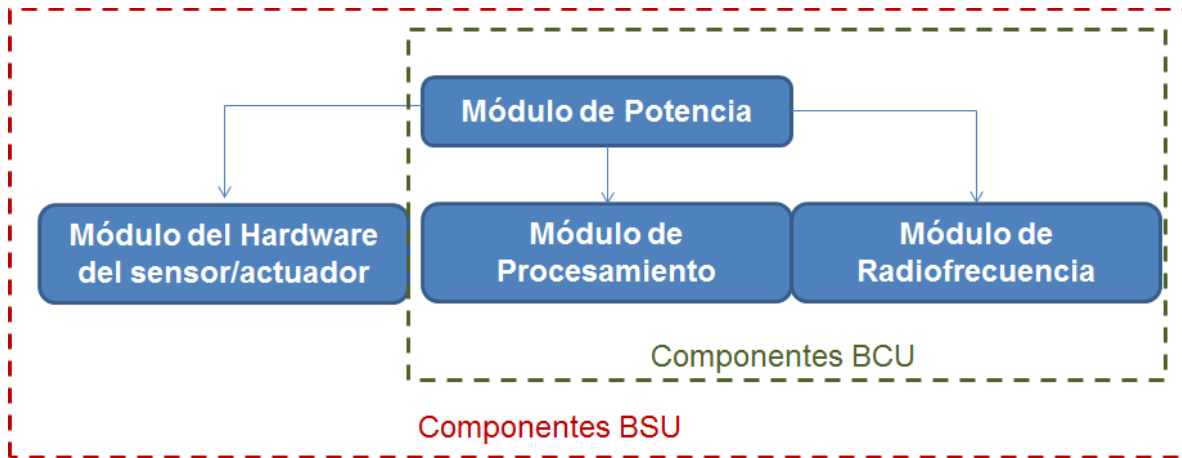 Módulo de Potencia
Módulo del Hardware
del sensor/actuador
Módulo de
Procesamiento
Módulo de
Radiofrecuencia
Componentes BCU
Componentes BSU